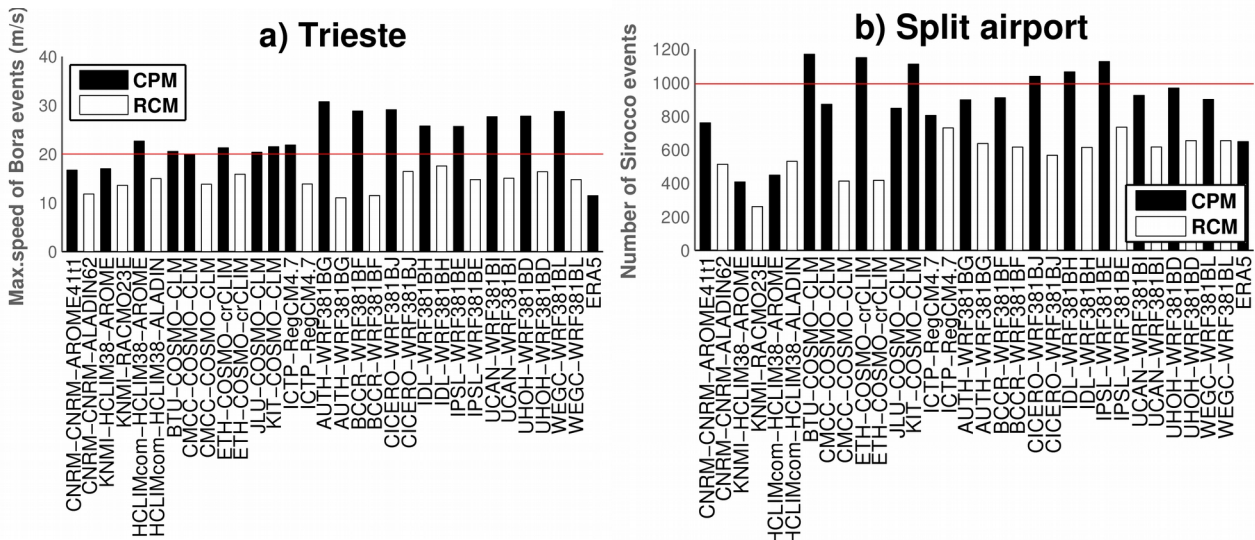 a) Trieste
Max.speed of Bora events (m/s)
40
30
20
10
0
CPM
RCM
CNRM−CNRM−AROME41t1
CNRM−CNRM−ALADIN62
KNMI−HCLIM38−AROME
KNMI−RACMO23E
HCLIMcom−HCLIM38−AROME
HCLIMcom−HCLIM38−ALADIN
BTU−COSMO−CLM
CMCC−COSMO−CLM
CMCC−COSMO−CLM
ETH−COSMO−crCLIM
ETH−COSMO−crCLIM
JLU−COSMO−CLM
KIT−COSMO−CLM
ICTP−RegCM4.7
ICTP−RegCM4.7
AUTH−WRF381BG
AUTH−WRF381BG
BCCR−WRF381BF
BCCR−WRF381BF
CICERO−WRF381BJ
CICERO−WRF381BJ
IDL−WRF381BH
IDL−WRF381BH
IPSL−WRF381BE
IPSL−WRF381BE
UCAN−WRF381BI
UCAN−WRF381BI
UHOH−WRF381BD
UHOH−WRF381BD
WEGC−WRF381BL
WEGC−WRF381BL
ERA5
b) Split airport
Number of Sirocco events
1200
1000
800
600
400
200
0
CPM
RCM
CNRM−CNRM−AROME41t1
CNRM−CNRM−ALADIN62
KNMI−HCLIM38−AROME
KNMI−RACMO23E
HCLIMcom−HCLIM38−AROME
HCLIMcom−HCLIM38−ALADIN
BTU−COSMO−CLM
CMCC−COSMO−CLM
CMCC−COSMO−CLM
ETH−COSMO−crCLIM
ETH−COSMO−crCLIM
JLU−COSMO−CLM
KIT−COSMO−CLM
ICTP−RegCM4.7
ICTP−RegCM4.7
AUTH−WRF381BG
AUTH−WRF381BG
BCCR−WRF381BF
BCCR−WRF381BF
CICERO−WRF381BJ
CICERO−WRF381BJ
IDL−WRF381BH
IDL−WRF381BH
IPSL−WRF381BE
IPSL−WRF381BE
UCAN−WRF381BI
UCAN−WRF381BI
UHOH−WRF381BD
UHOH−WRF381BD
WEGC−WRF381BL
WEGC−WRF381BL
ERA5